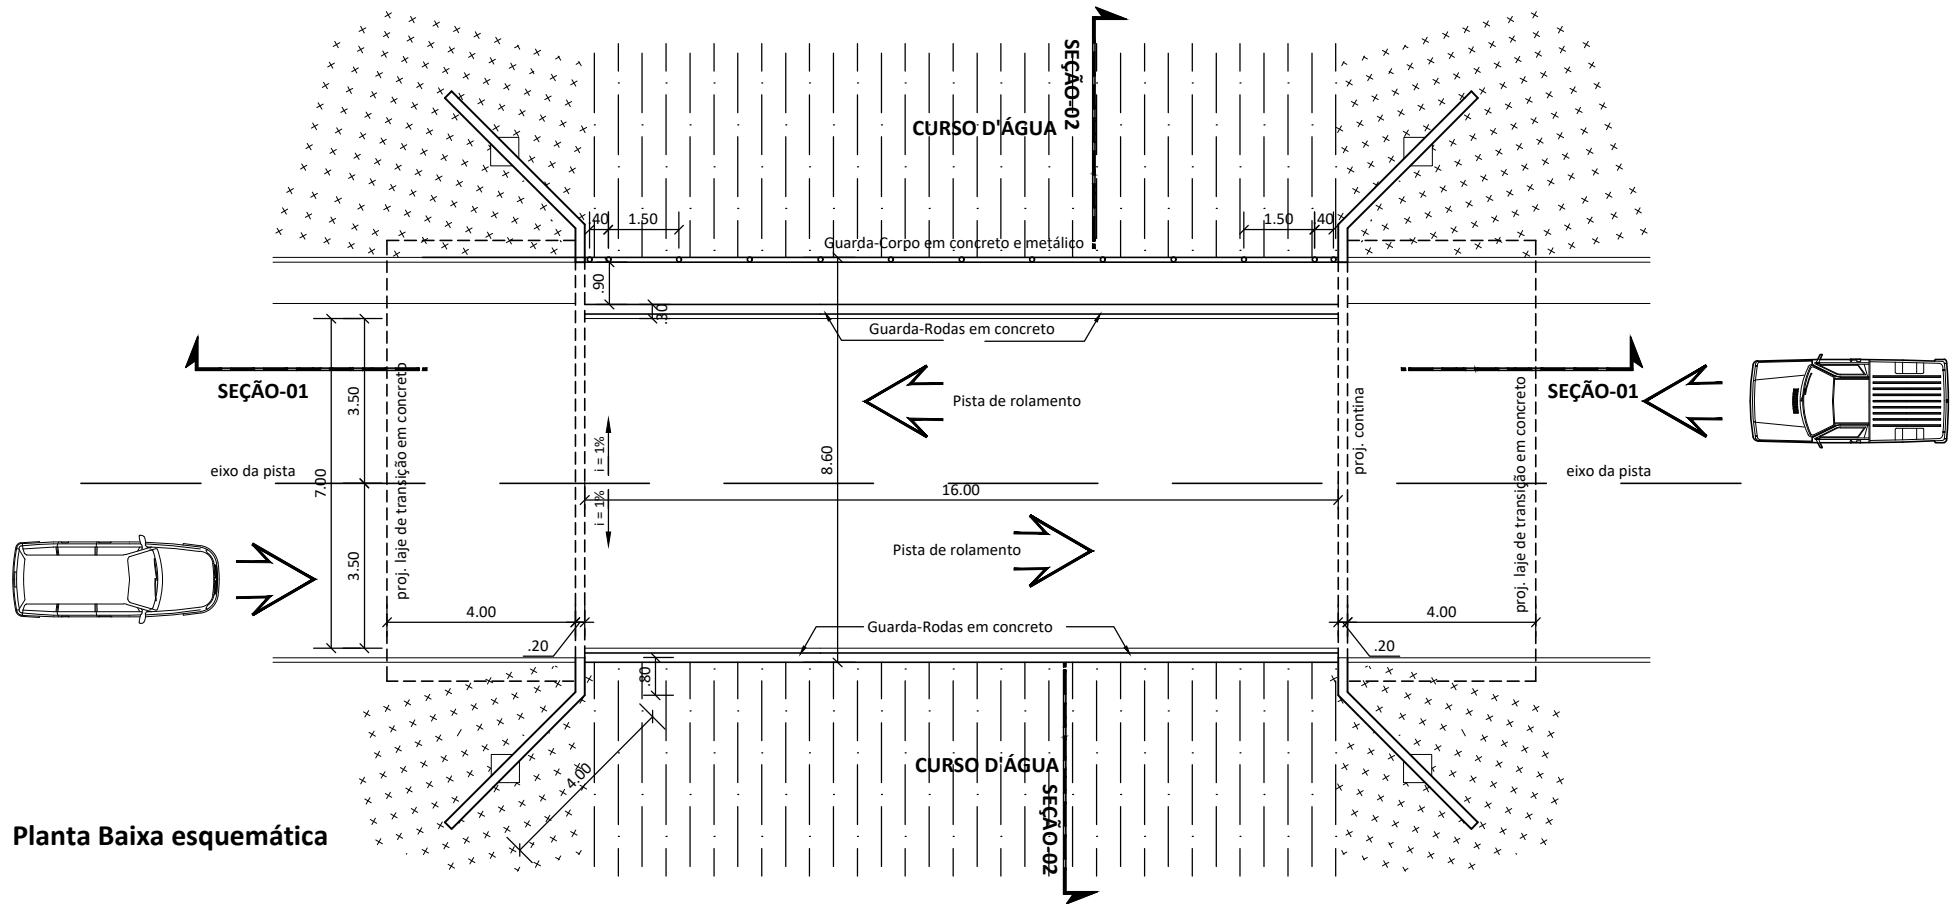 SEÇÃO-02
CURSO D'ÁGUA
.40
1.50
1.50
.40
Guarda-Corpo em concreto e metálico
.90
.30
Guarda-Rodas em concreto
SEÇÃO-01
SEÇÃO-01
3.50
proj. laje de transição em concreto
Pista de rolamento
proj. contina
proj. laje de transição em concreto
i = 1%
8.60
eixo da pista
7.00
16.00
eixo da pista
i = 1%
3.50
Pista de rolamento
4.00
4.00
.20
Guarda-Rodas em concreto
.20
.80
4.00
CURSO D'ÁGUA
SEÇÃO-02
Planta Baixa esquemática